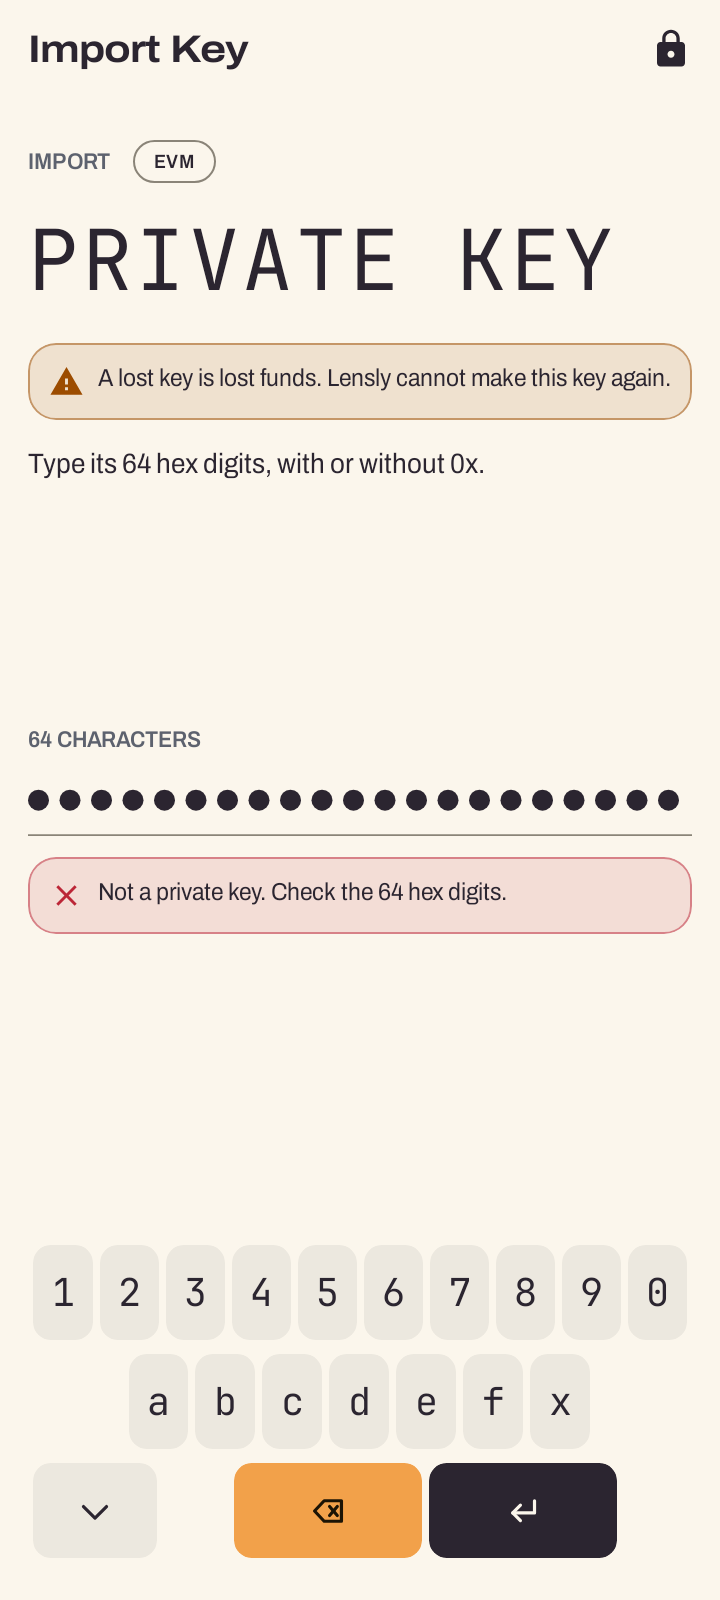 Import Key
IMPORT EVM
PRIVATE KEY
A lost key is lost funds. Lensly cannot make this key again.
Type its 64 hex digits, with or without 0x.
64 CHARACTERS
Not a private key. Check the 64 hex digits.
1 2 3 4 5 6 7 8 9 0
a b c d e f x